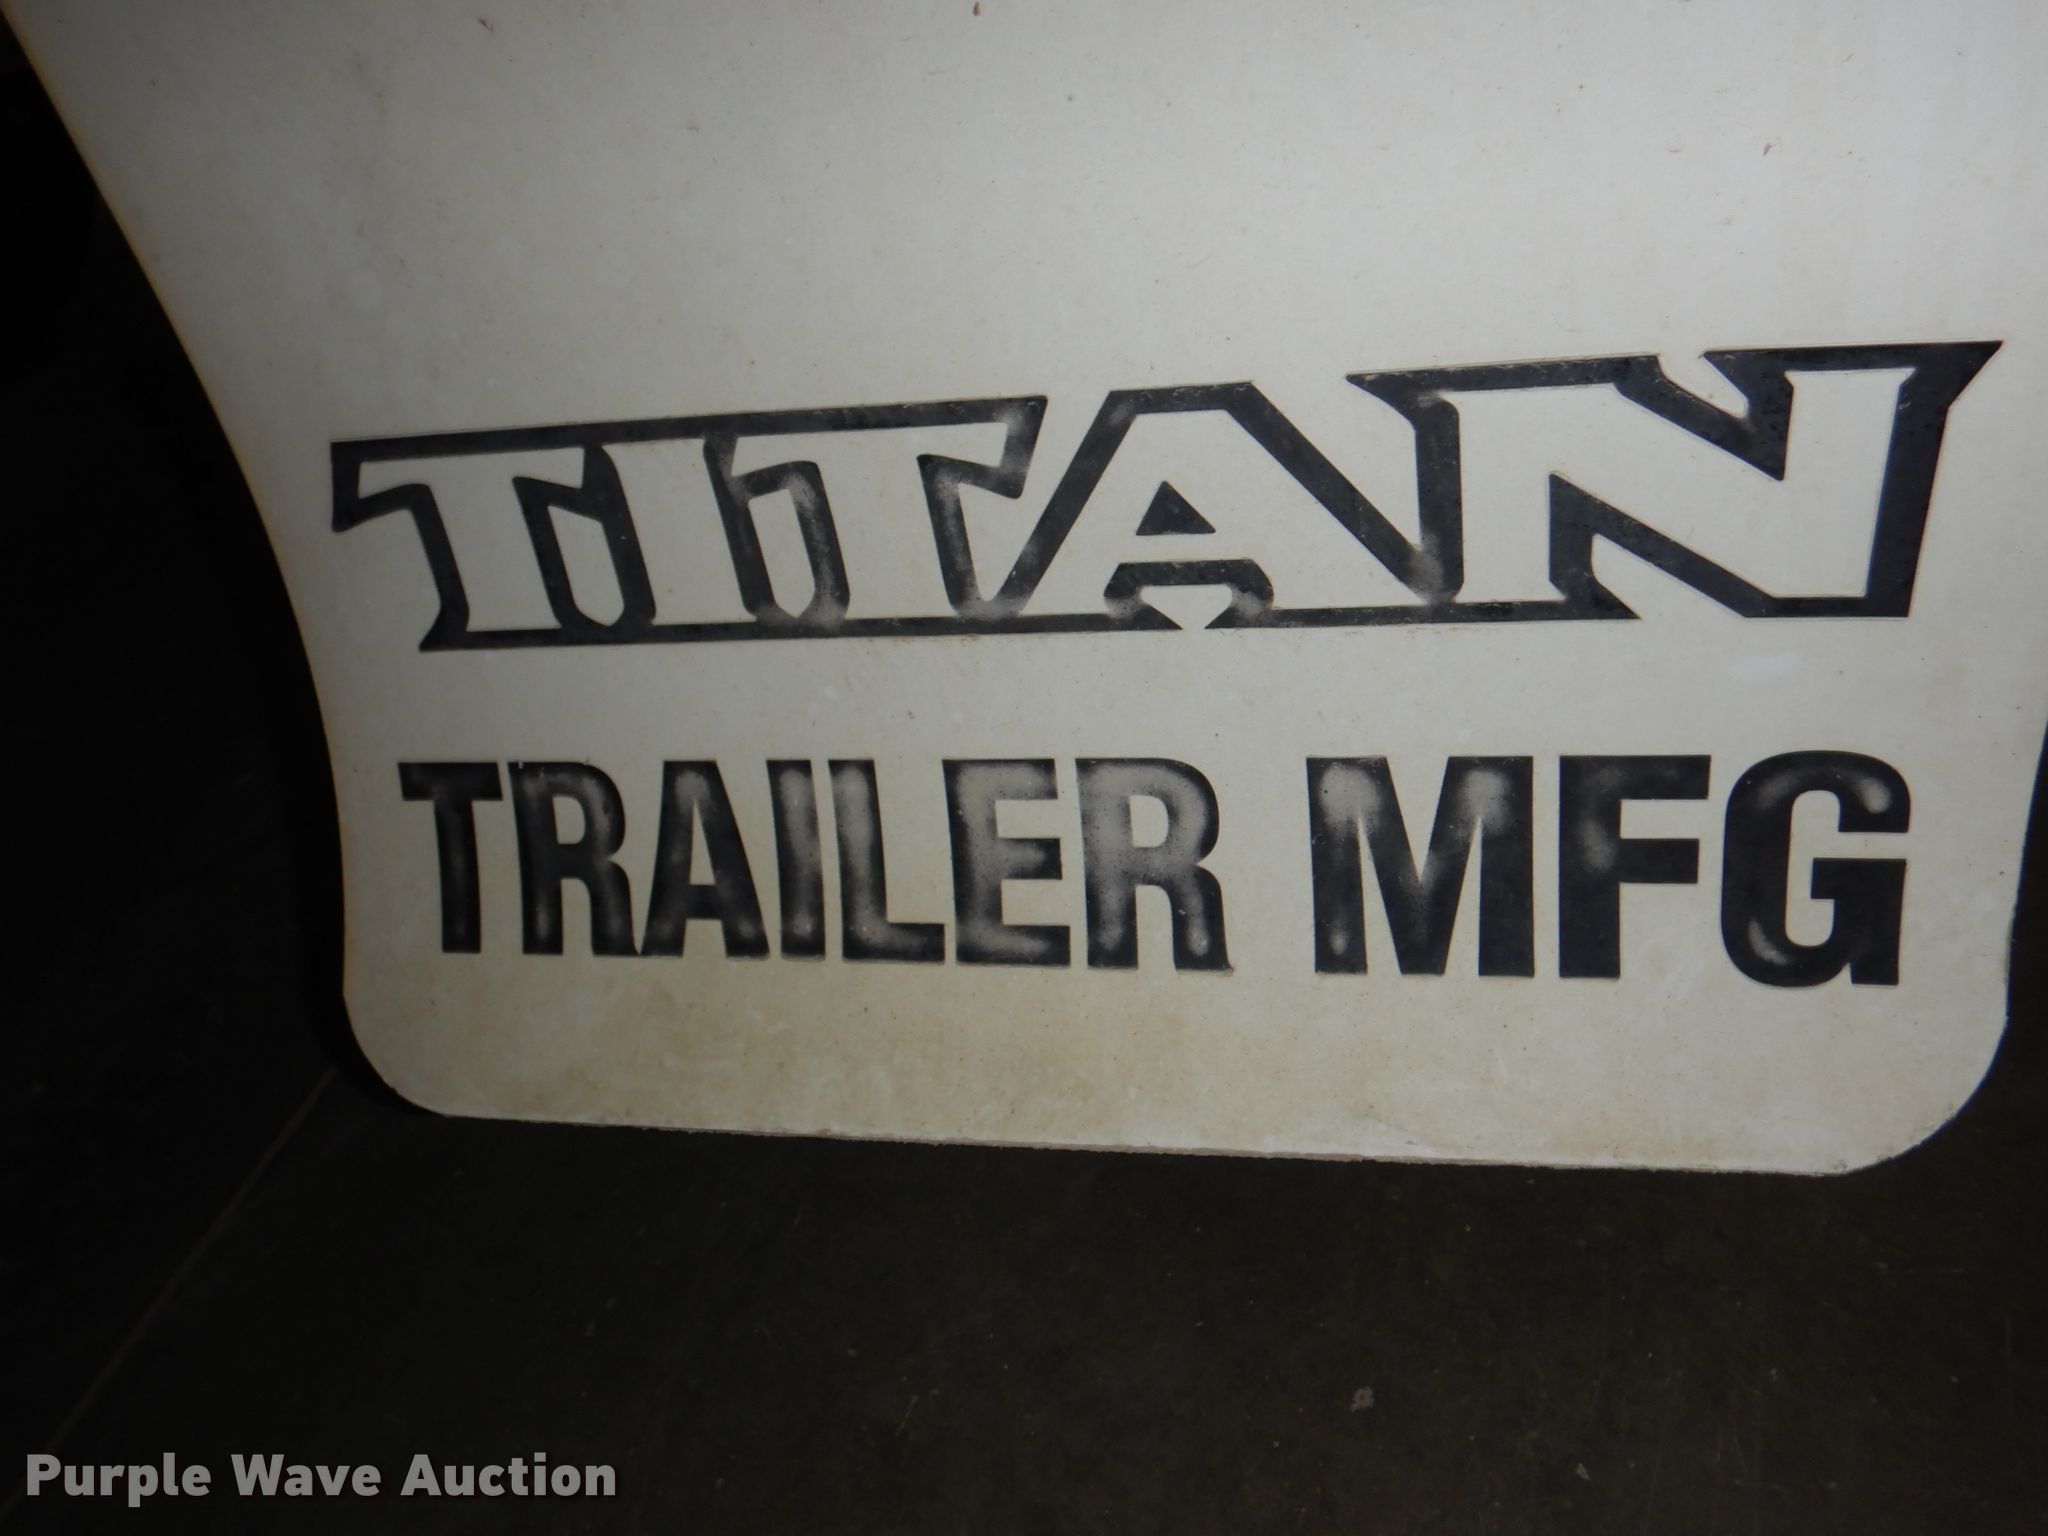 TITAN
TRAILER MFG
Purple Wave Auction